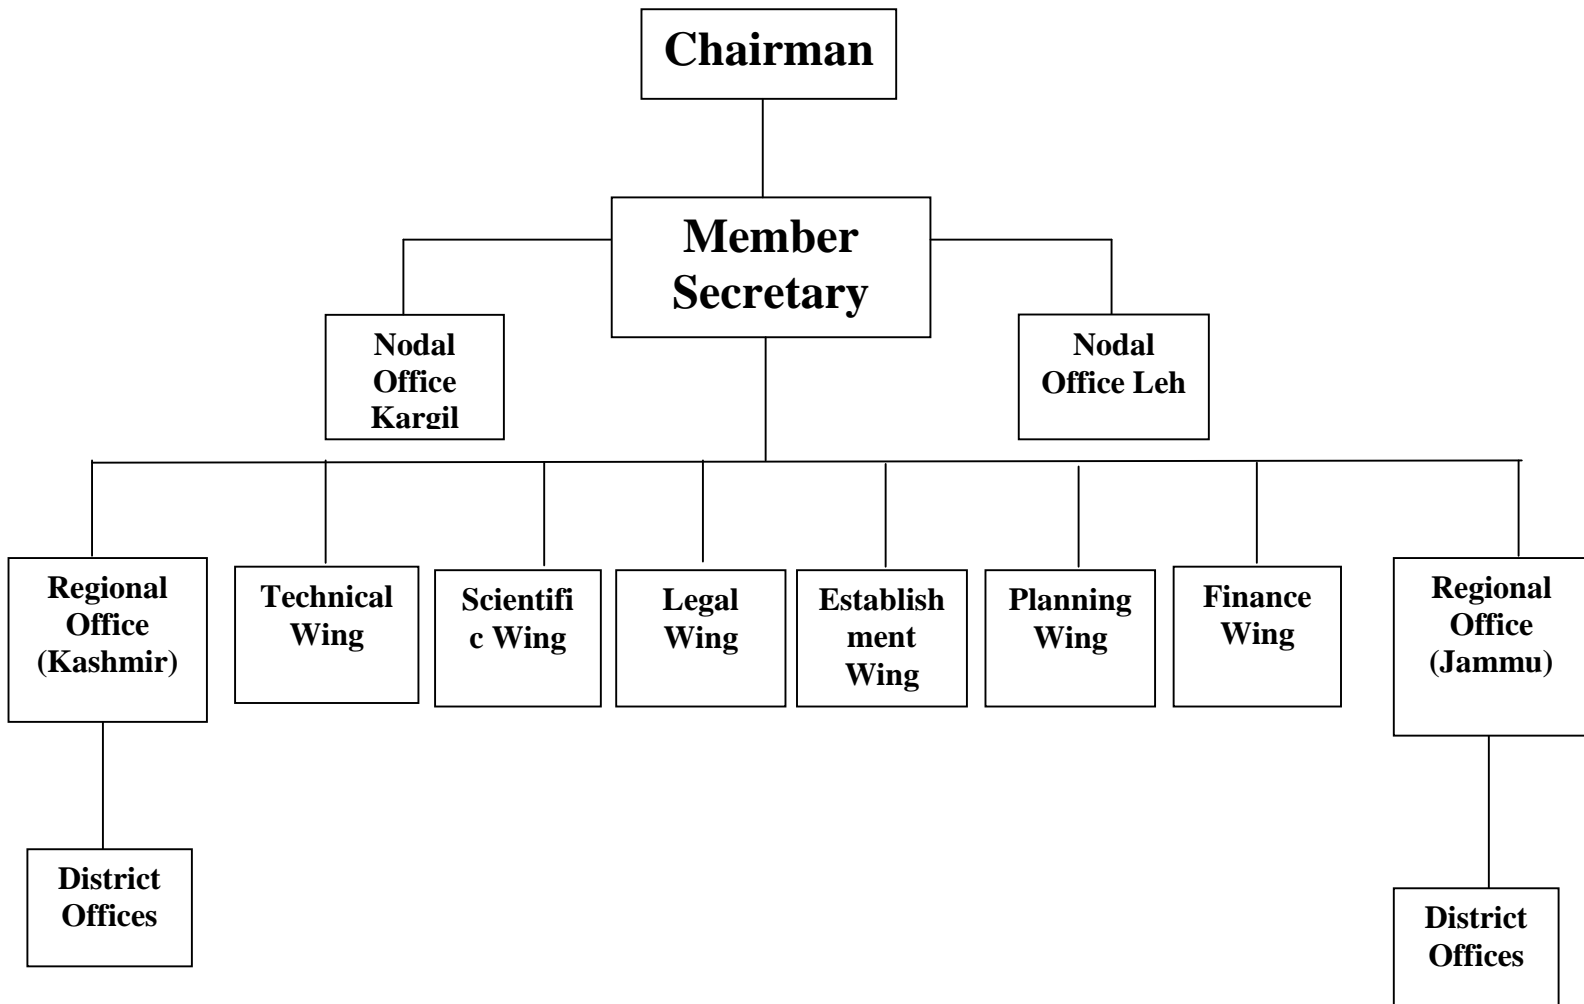 Chairman
Member
Secretary
Nodal
Office
Kargil
Nodal
Office Leh
Regional
Office
(Kashmir)
Technical
Wing
Scientifi
c Wing
Legal
Wing
Establish
ment
Wing
Planning
Wing
Finance
Wing
Regional
Office
(Jammu)
District
Offices
District
Offices